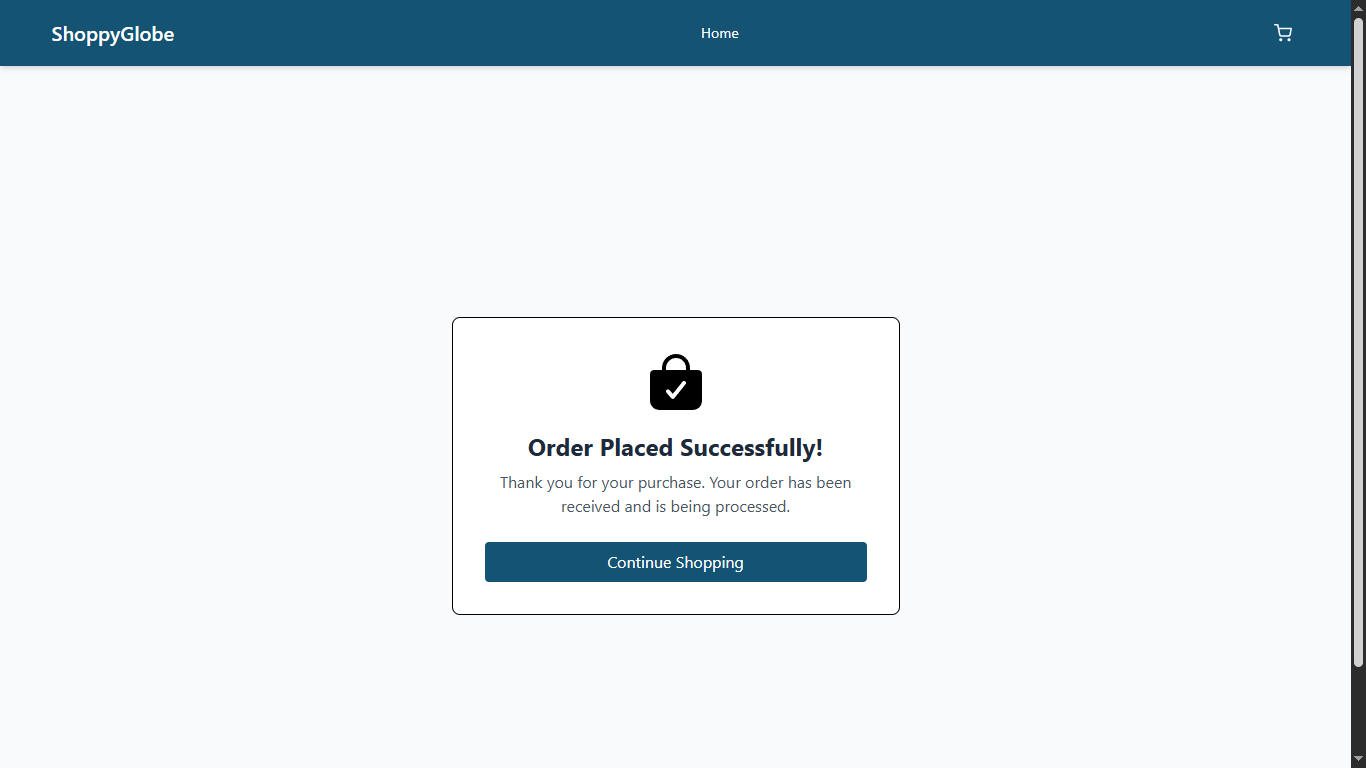 ShoppyGlobe
Home
Order Placed Successfully!
Thank you for your purchase. Your order has been
received and is being processed.
Continue Shopping